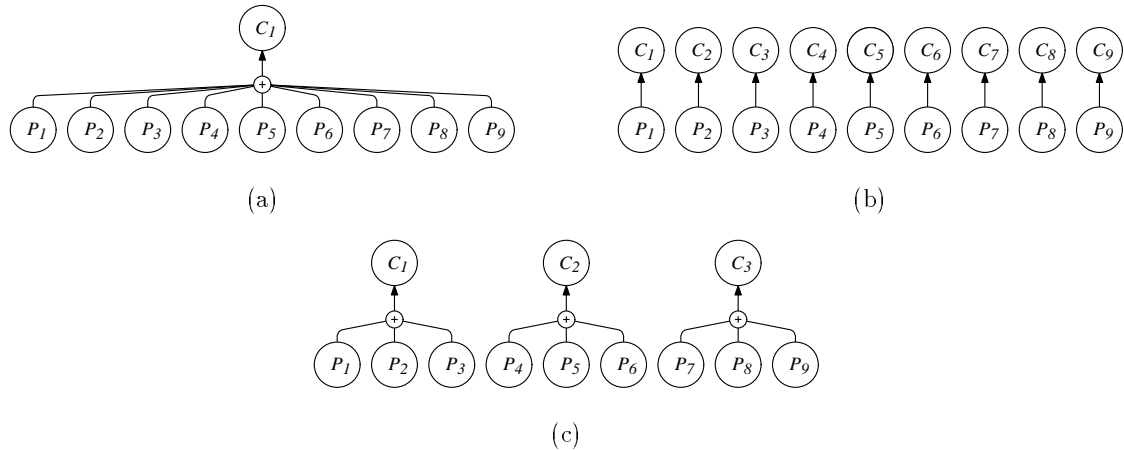 C1
C1 C2 C3 C4 C5 C6 C7 C8 C9
+
P1 P2 P3 P4 P5 P6 P7 P8 P9
P1 P2 P3 P4 P5 P6 P7 P8 P9
(a)
(b)
C1 C2 C3
+ + +
P1 P2 P3 P4 P5 P6 P7 P8 P9
(c)